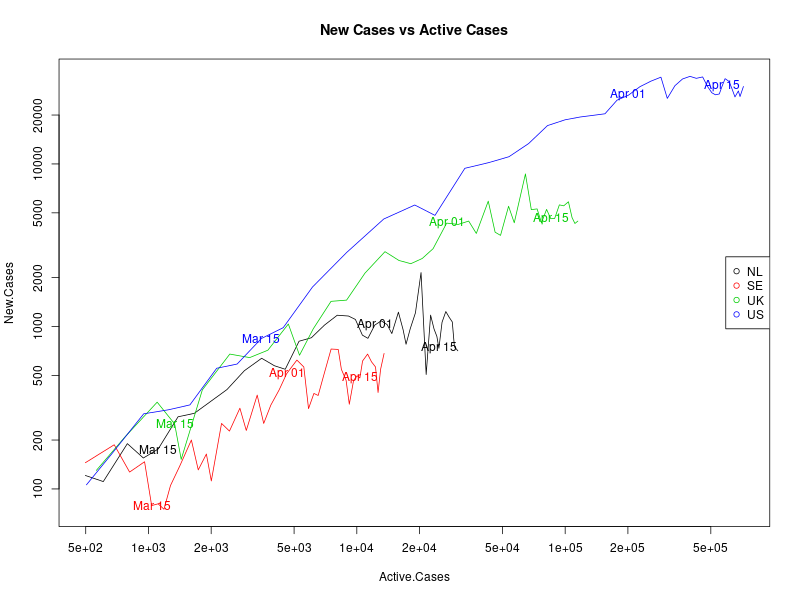 New Cases vs Active Cases
New.Cases
20000
10000
5000
2000
1000
500
200
100
Apr 01
Apr 15
Apr 01
Apr 15
Mar 15
Apr 01
Apr 15
Apr 01
Apr 15
Mar 15
Mar 15
Mar 15
NL
SE
UK
US
5e+02 1e+03 2e+03 5e+03 1e+04 2e+04 5e+04 1e+05 2e+05 5e+05
Active.Cases